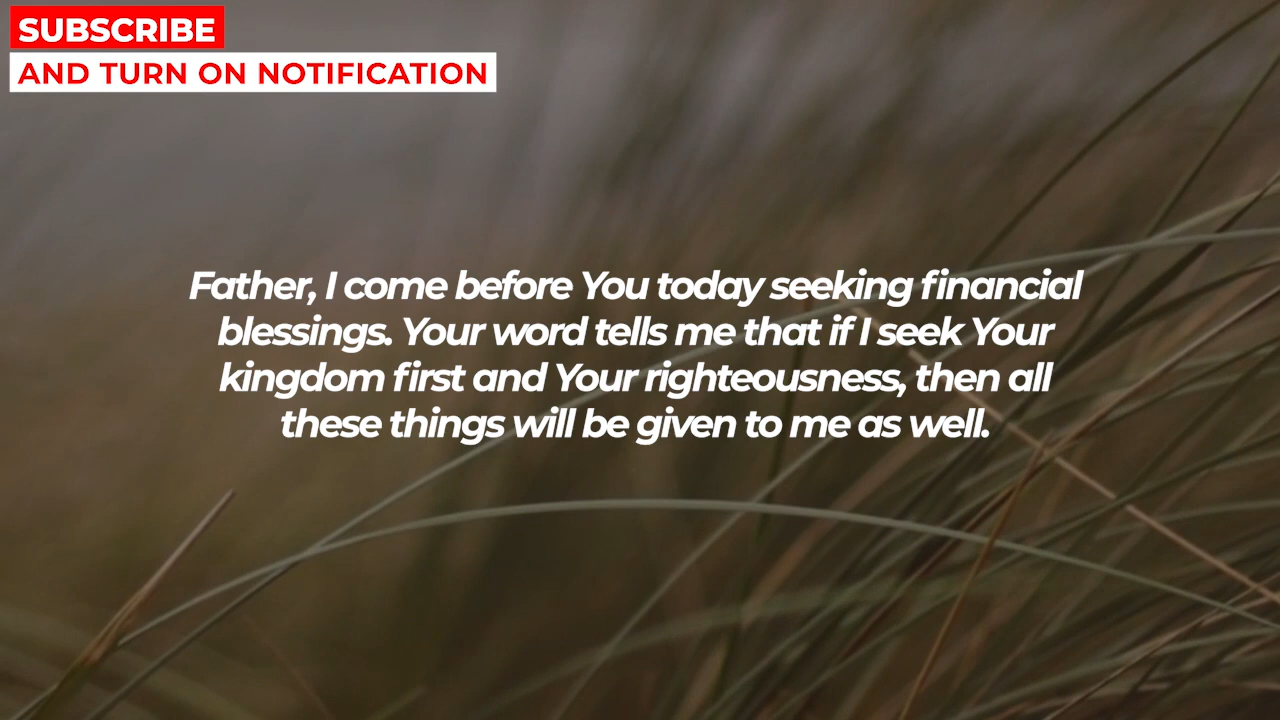 SUBSCRIBE
AND TURN ON NOTIFICATION
Father, I come before You today seeking financial
blessings. Your word tells me that if I seek Your
kingdom first and Your righteousness, then all
these things will be given to me as well.